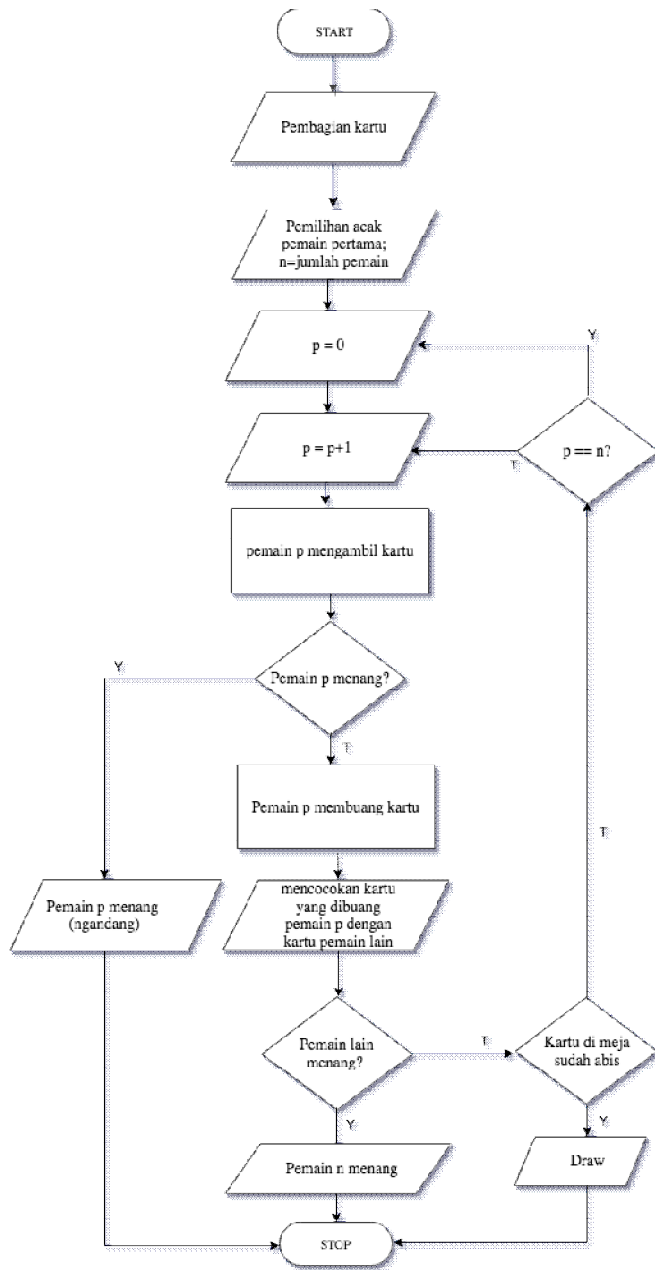 START
Pembagian kartu
Pemilihan acak
pemain pertama;
n=jumlah pemain
p = 0
Y
p = p+1
T
p == n?
pemain p mengambil kartu
Y
Pemain p menang?
T
Pemain p membuang kartu
T
Pemain p menang
(ngandang)
mencocokan kartu
yang dibuang
pemain p dengan
kartu pemain lain
Pemain lain
menang?
T
Kartu di meja
sudah abis
Y
Y
Pemain n menang
Draw
STOP